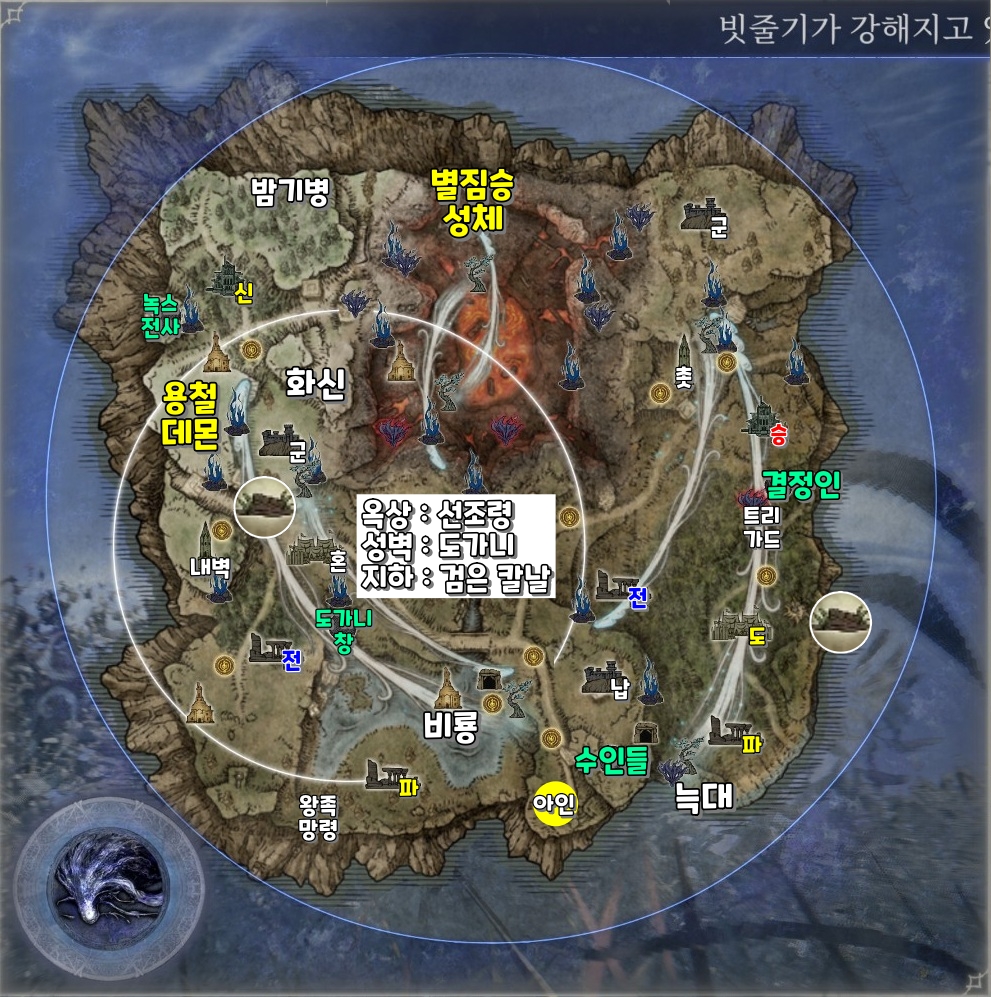 빗줄기가 강해지고
밤기병
별짐승
성체
군
신
녹스
전사
용철
데몬
화신
촛
군
승
결정인
트리
가드
옥상 : 선조령
성벽 : 도가니
지하 : 검은 칼날
혼
내벽
도가니
창
전
전
도
납
비룡
파
수인들
파
늑대
아인
왕족
망령